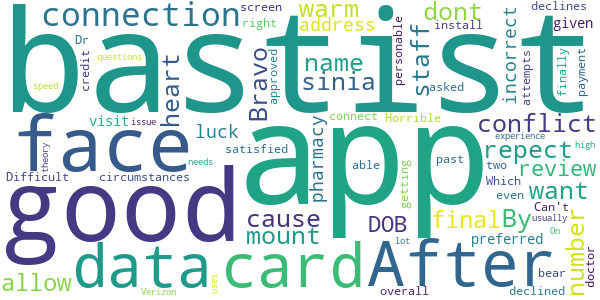 connection
warm
address
screen
right
dont
install
declines
given
personable
Dr
credit
questions
speed
bastist
Bravo
approved
name
sinia
staff
asked
incorrect
attempts
finally
payment
heart
visit
issue
luck
satisfied
pharmacy
connect
Horrible
conflict
experience
face
app
able
past
two
repect
high
Which
review
theory
needs
Difficult
circumstances
getting
even
want
usually
Can't
good
cause
DOB
final
By
preferred
number
doctor
mount
data
card
After
On
allow
Verizon
uses
overall
lot
bear
declined